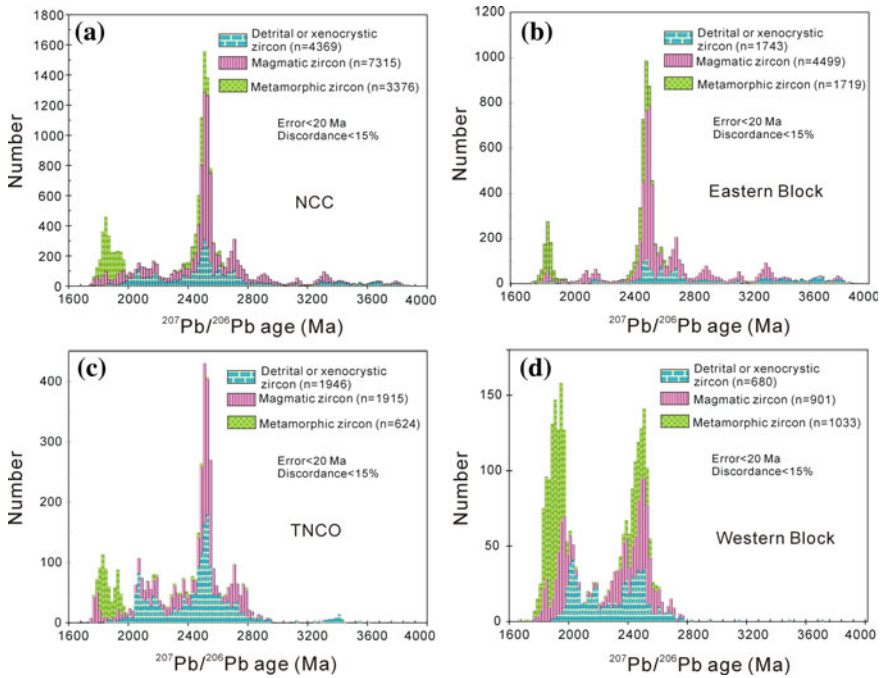 (a)
Detrital or xenocrystic
zircon (n=4369)
Magmatic zircon (n=7315)
Metamorphic zircon (n=3376)
Error<20 Ma
Discordance<15%
NCC
Number
1800
1600
1400
1200
1000
800
600
400
200
0
1600 2000 2400 2800 3200 3600 4000
207Pb/206Pb age (Ma)
(b)
Detrital or xenocrystic
zircon (n=1743)
Magmatic zircon (n=4499)
Metamorphic zircon (n=1719)
Error<20 Ma
Discordance<15%
Eastern Block
Number
1200
1000
800
600
400
200
0
1600 2000 2400 2800 3200 3600 4000
207Pb/206Pb age (Ma)
(c)
Detrital or xenocrystic
zircon (n=1946)
Magmatic zircon (n=1915)
Metamorphic zircon (n=624)
Error<20 Ma
Discordance<15%
TNCO
Number
400
300
200
100
0
1600 2000 2400 2800 3200 3600 4000
207Pb/206Pb age (Ma)
(d)
Detrital or xenocrystic
zircon (n=680)
Magmatic zircon (n=901)
Metamorphic zircon (n=1033)
Error<20 Ma
Discordance<15%
Western Block
Number
150
100
50
0
1600 2000 2400 2800 3200 3600 4000
207Pb/206Pb age (Ma)